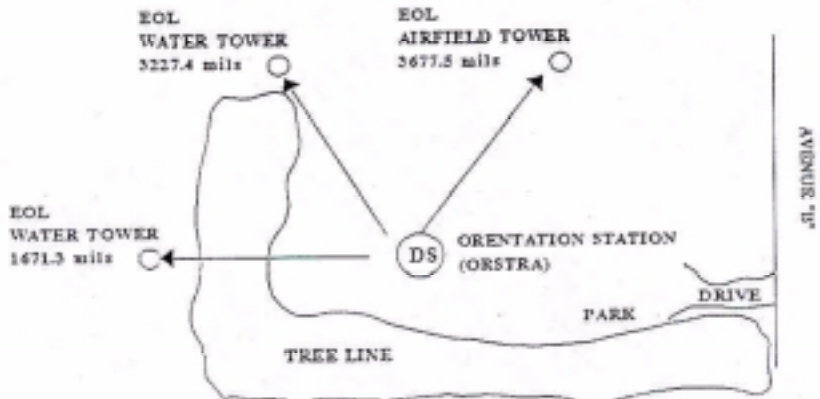 EOL
WATER TOWER
3227.4 mils
EOL
AIRFIELD TOWER
3677.5 mils
EOL
WATER TOWER
1671.3 mils
DS
ORENTATION STATION
(ORSTRA)
AVENUE "B"
DRIVE
PARK
TREE LINE